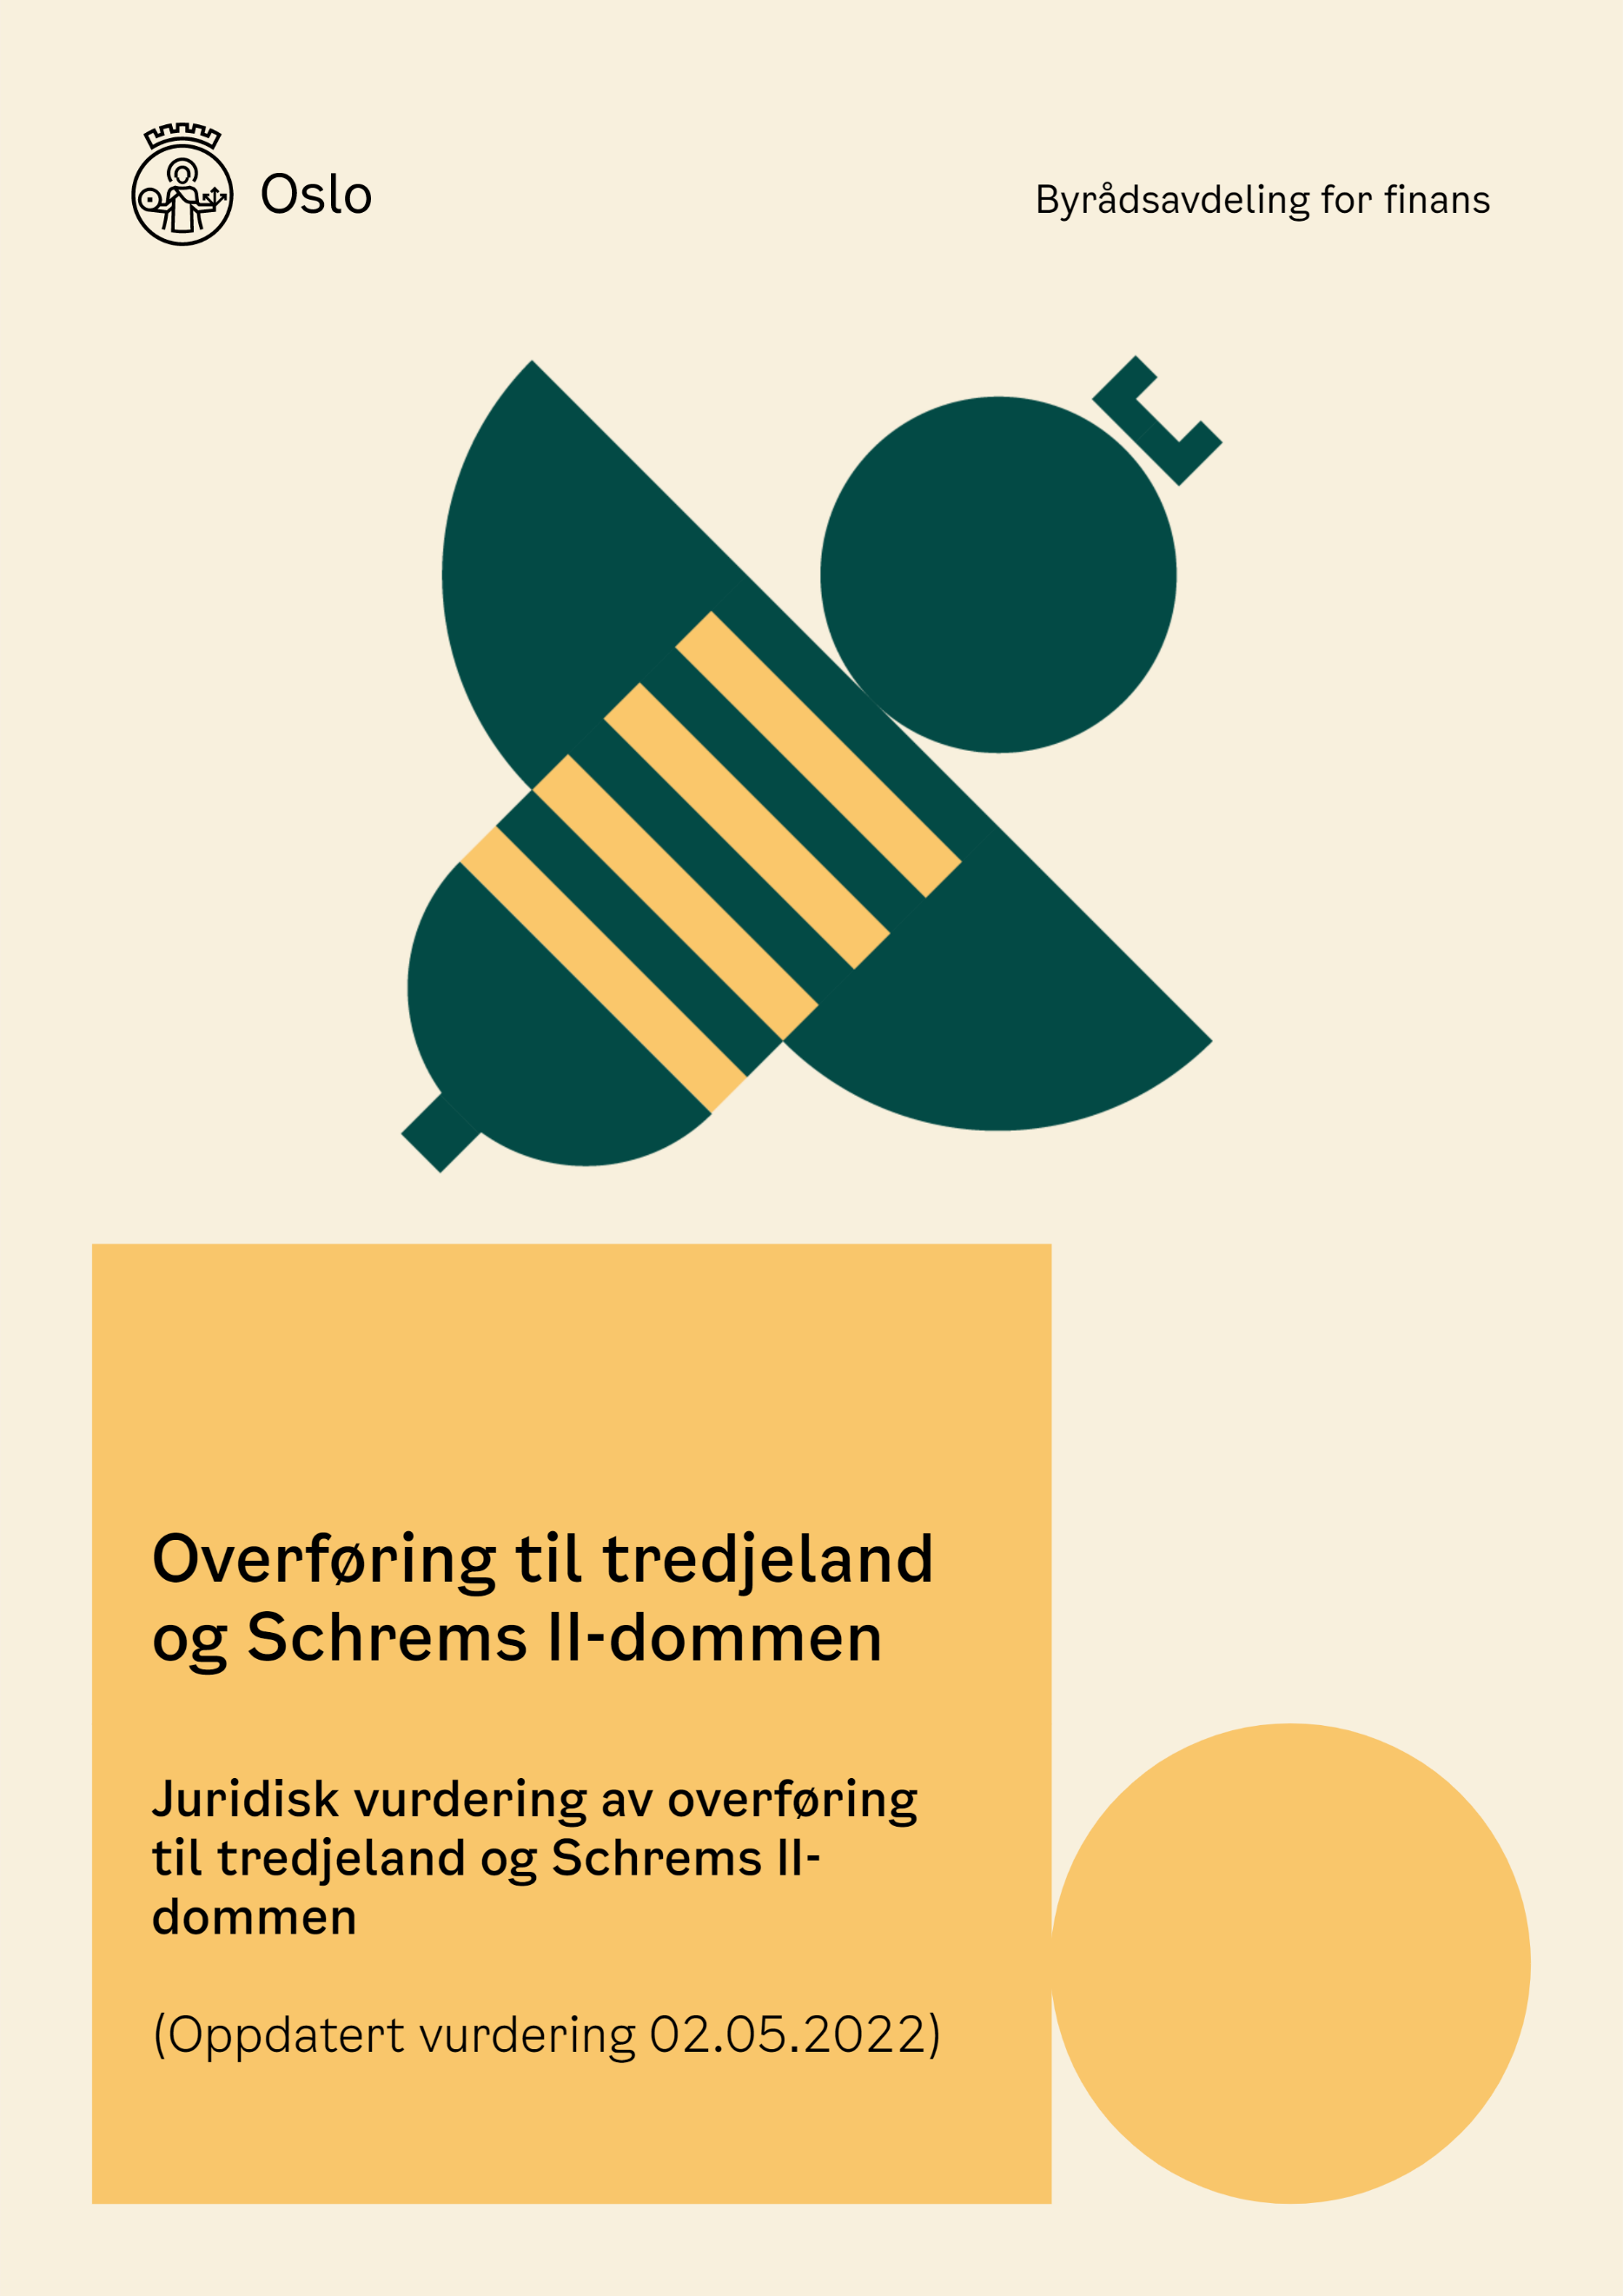 Oslo
Byrådsavdeling for finans
Overføring til tredjeland
og Schrems II-dommen
Juridisk vurdering av overføring
til tredjeland og Schrems II-
dommen
(Oppdatert vurdering 02.05.2022)